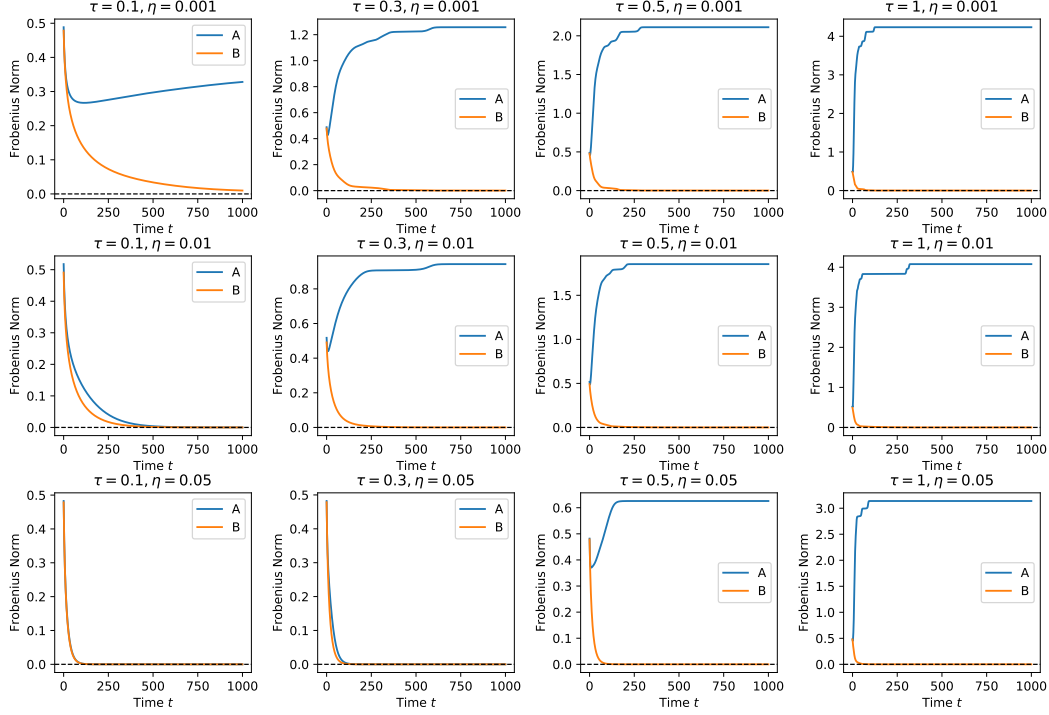 τ = 0.1, η = 0.001
Frobenius Norm
0.5
0.4
0.3
0.2
0.1
0.0
A
B
0 250 500 750 1000
Time t
τ = 0.3, η = 0.001
Frobenius Norm
1.2
1.0
0.8
0.6
0.4
0.2
0.0
A
B
0 250 500 750 1000
Time t
τ = 0.5, η = 0.001
Frobenius Norm
2.0
1.5
1.0
0.5
0.0
A
B
0 250 500 750 1000
Time t
τ = 1, η = 0.001
Frobenius Norm
4
3
2
1
0
A
B
0 250 500 750 1000
Time t
τ = 0.1, η = 0.01
Frobenius Norm
0.5
0.4
0.3
0.2
0.1
0.0
A
B
0 250 500 750 1000
Time t
τ = 0.3, η = 0.01
Frobenius Norm
0.8
0.6
0.4
0.2
0.0
A
B
0 250 500 750 1000
Time t
τ = 0.5, η = 0.01
Frobenius Norm
1.5
1.0
0.5
0.0
A
B
0 250 500 750 1000
Time t
τ = 1, η = 0.01
Frobenius Norm
4
3
2
1
0
A
B
0 250 500 750 1000
Time t
τ = 0.1, η = 0.05
Frobenius Norm
0.5
0.4
0.3
0.2
0.1
0.0
A
B
0 250 500 750 1000
Time t
τ = 0.3, η = 0.05
Frobenius Norm
0.5
0.4
0.3
0.2
0.1
0.0
A
B
0 250 500 750 1000
Time t
τ = 0.5, η = 0.05
Frobenius Norm
0.6
0.5
0.4
0.3
0.2
0.1
0.0
A
B
0 250 500 750 1000
Time t
τ = 1, η = 0.05
Frobenius Norm
3.0
2.5
2.0
1.5
1.0
0.5
0.0
A
B
0 250 500 750 1000
Time t